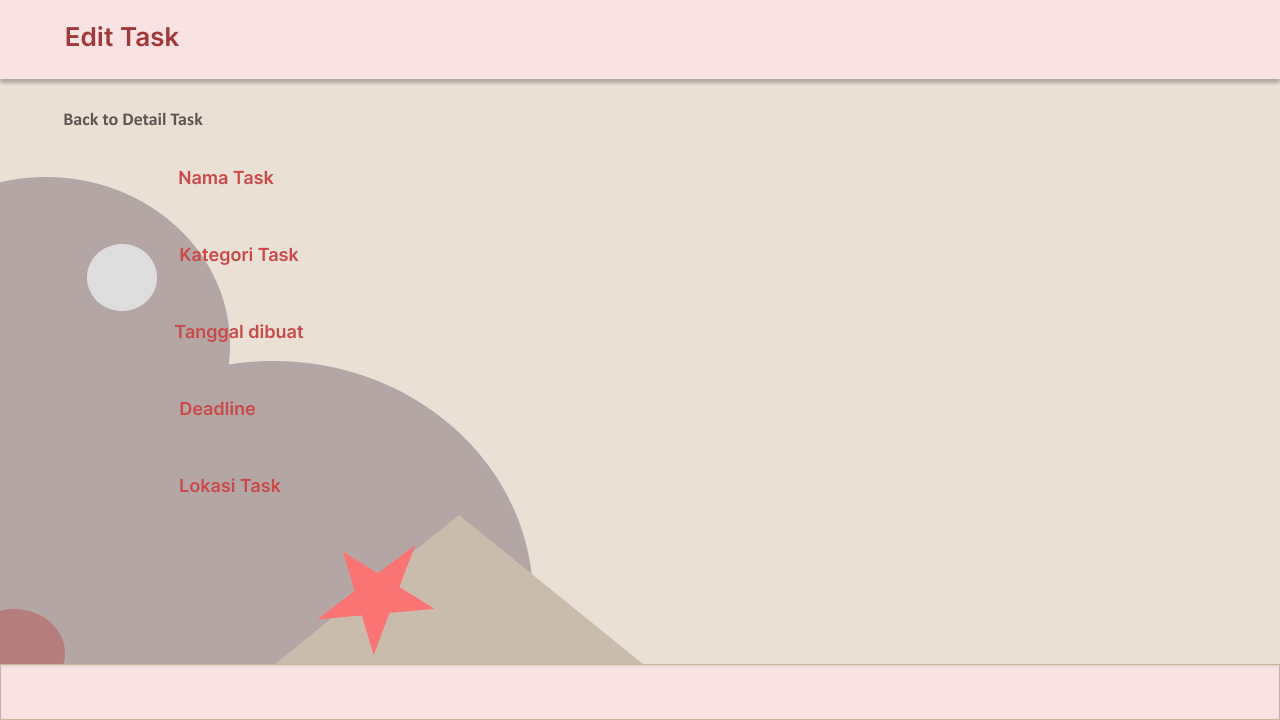 Edit Task
Back to Detail Task
Nama Task
Kategori Task
Tanggal dibuat
Deadline
Lokasi Task